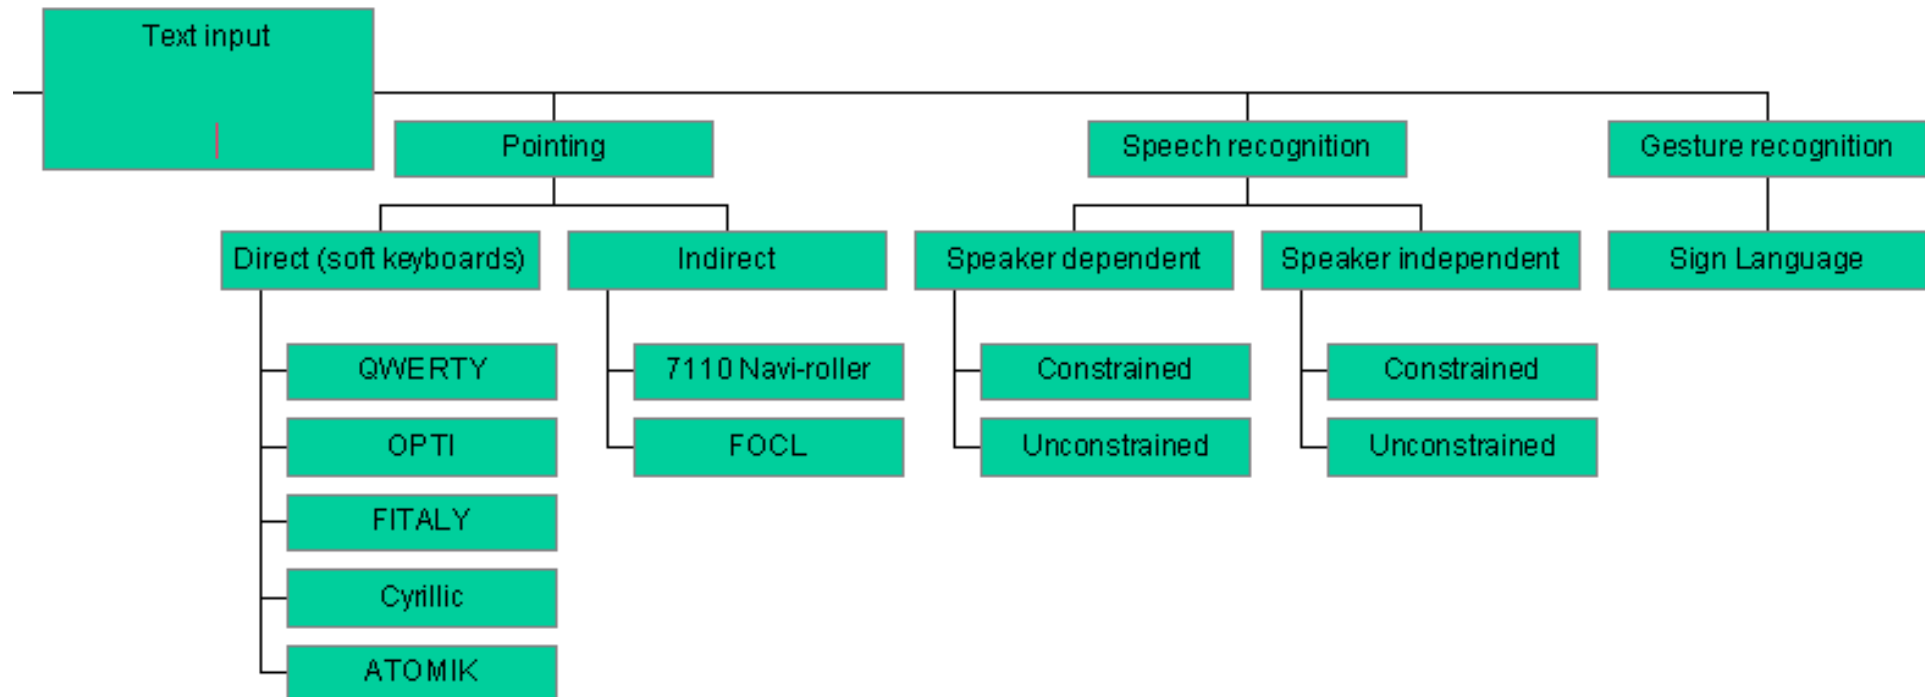 Text input
Pointing
Speech recognition
Gesture recognition
Direct (soft keyboards)
Indirect
Speaker dependent
Speaker independent
Sign Language
QWERTY
7110 Navi-roller
Constrained
Constrained
OPTI
FOCL
Unconstrained
Unconstrained
FITALY
Cyrillic
ATOMIK